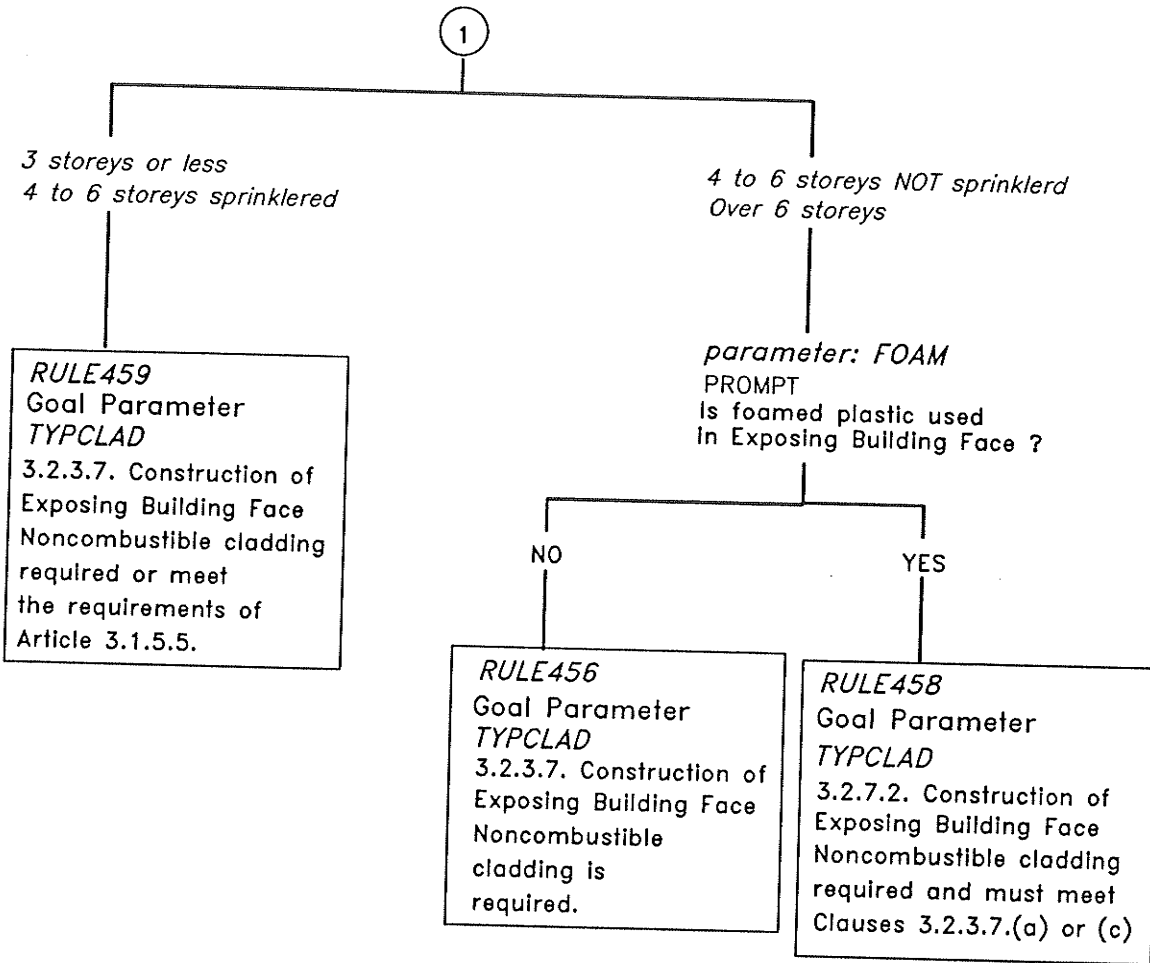 1
3 storeys or less
4 to 6 storeys sprinklered
4 to 6 storeys NOT sprinklerd
Over 6 storeys
parameter: FOAM
PROMPT
Is foamed plastic used
in Exposing Building Face ?
NO
YES
RULE459
Goal Parameter
TYPCLAD
3.2.3.7. Construction of
Exposing Building Face
Noncombustible cladding
required or meet
the requirements of
Article 3.1.5.5.
RULE456
Goal Parameter
TYPCLAD
3.2.3.7. Construction of
Exposing Building Face
Noncombustible
cladding is
required.
RULE458
Goal Parameter
TYPCLAD
3.2.7.2. Construction of
Exposing Building Face
Noncombustible cladding
required and must meet
Clauses 3.2.3.7.(a) or (c)